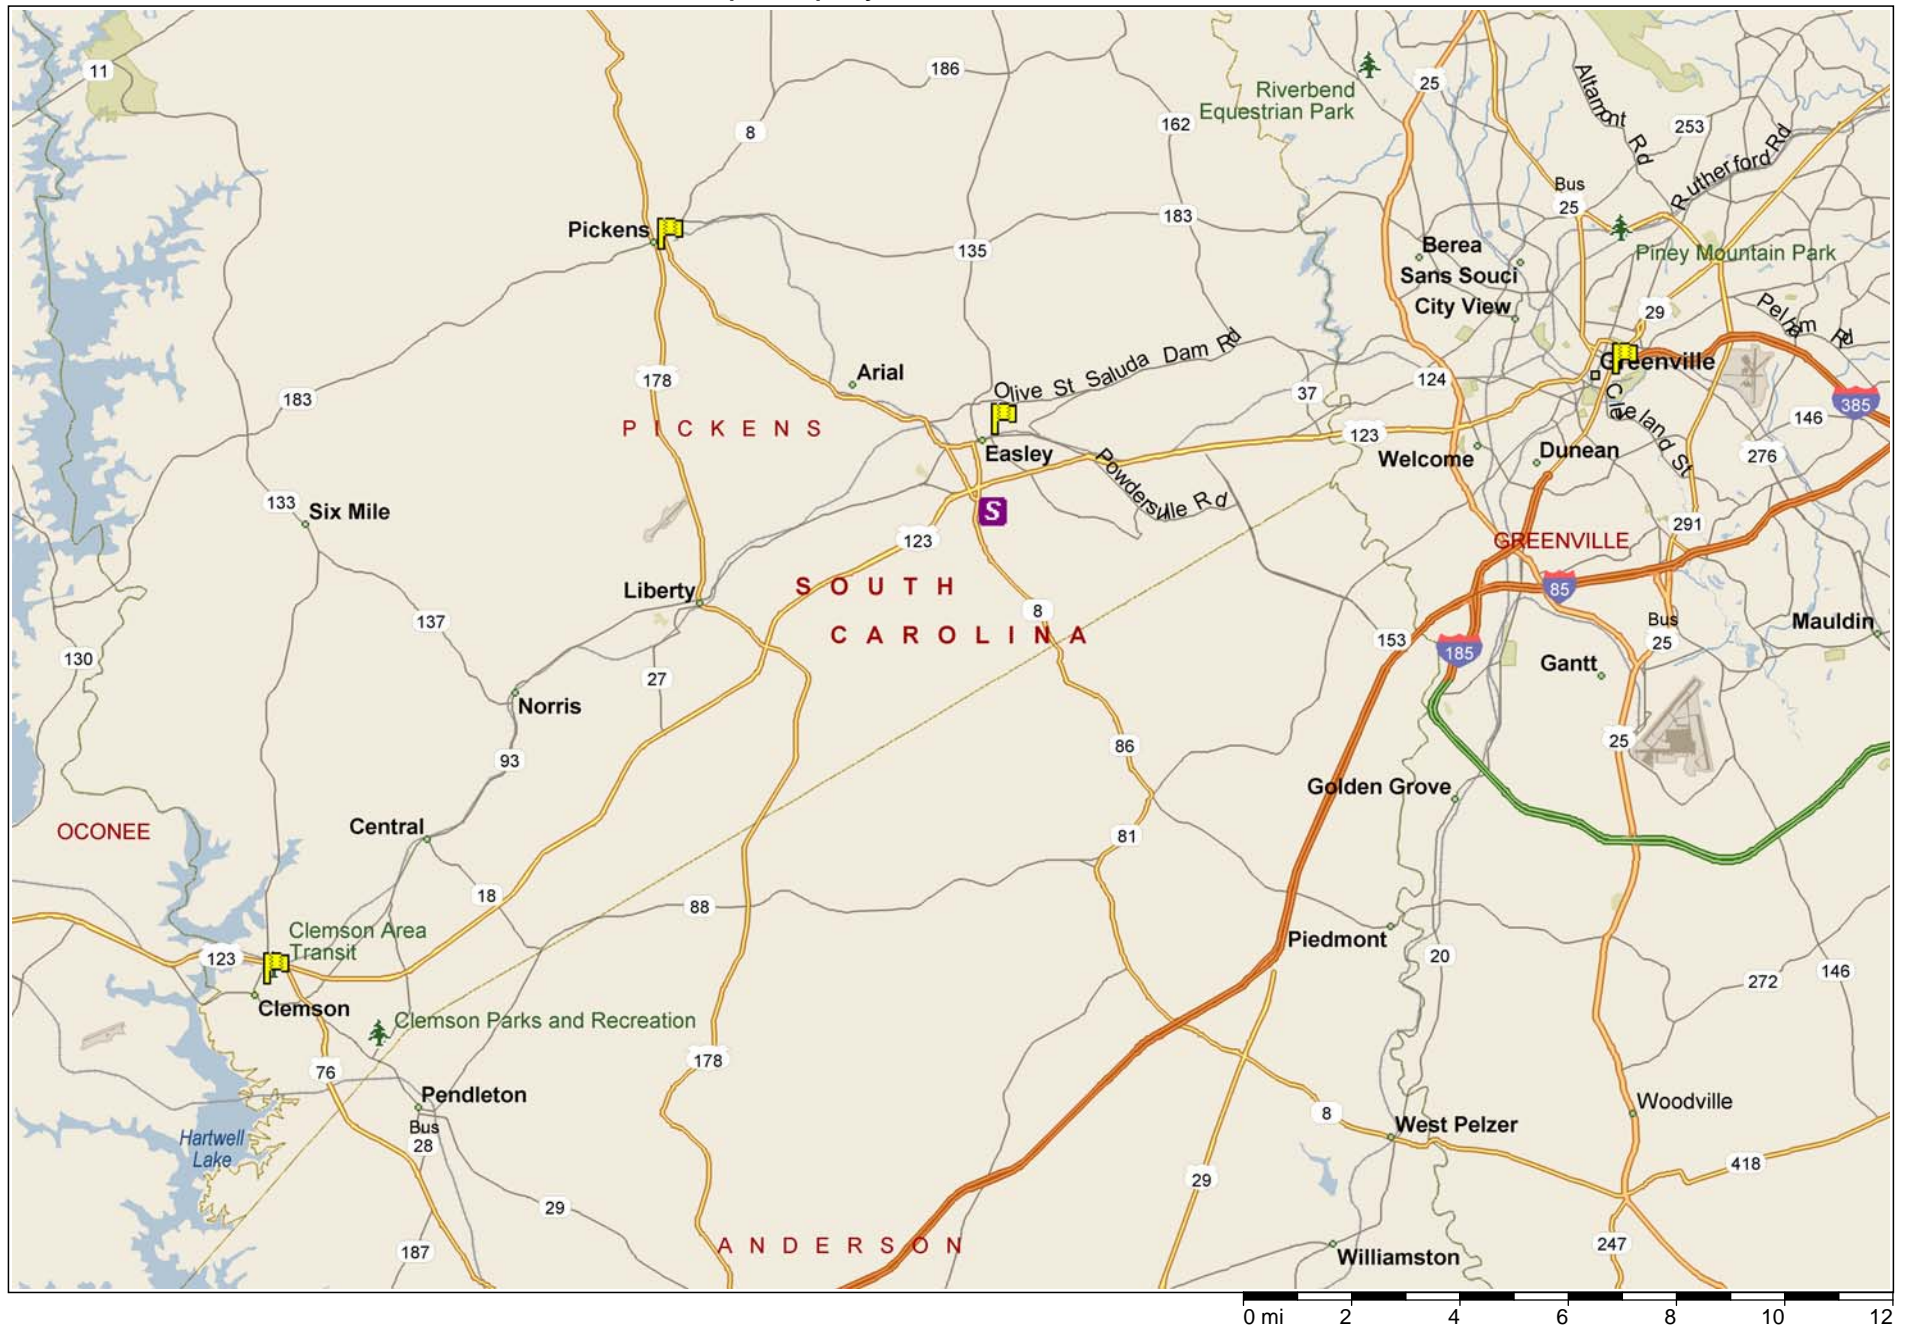 11
186
25
Riverbend
Equestrian Park
Altamont Rd
8
162
253
Rutherford Rd
Bus
25
183
Pickens
135
Berea
Piney Mountain Park
Sans Souci
City View
29
Pelham Rd
Olive St Saluda Dam Rd
Greenville
Arial
178
124
183
37
385
146
PICKENS
123
Cleleland St
Easley
Welcome
Dunean
276
Powdersville Rd
133
Six Mile
S
291
123
GREENVILLE
Liberty
SOUTH
85
8
137
CAROLINA
153
Bus
25
Mauldin
130
185
Gantt
27
Norris
86
25
93
Golden Grove
OCONEE
Central
81
18
88
Clemson Area
Transit
Piedmont
123
20
146
272
Clemson
Clemson Parks and Recreation
178
76
Pendleton
Woodville
Bus
28
8
West Pelzer
Hartwell
Lake
418
29
29
187
ANDERSON
247
Williamston
0 mi 2 4 6 8 10 12